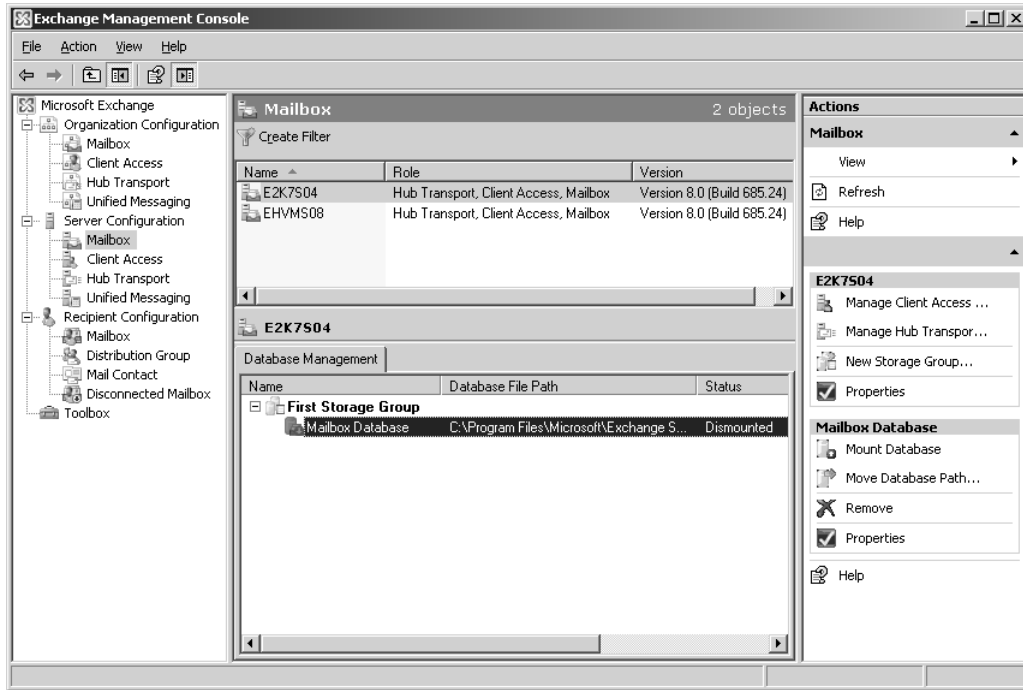 Exchange Management Console
File Action View Help
Microsoft Exchange
Organization Configuration
Mailbox
Client Access
Hub Transport
Unified Messaging
Server Configuration
Mailbox
Client Access
Hub Transport
Unified Messaging
Recipient Configuration
Mailbox
Distribution Group
Mail Contact
Disconnected Mailbox
Toolbox
Mailbox 2 objects
Create Filter
Name Role Version
E2K7S04 Hub Transport, Client Access, Mailbox Version 8.0 (Build 685.24)
EHVMS08 Hub Transport, Client Access, Mailbox Version 8.0 (Build 685.24)
E2K7S04
Database Management
Name Database File Path Status
First Storage Group
Mailbox Database C:\Program Files\Microsoft\Exchange S... Dismounted
Actions
Mailbox
View
Refresh
Help
E2K7S04
Manage Client Access ...
Manage Hub Transpor...
New Storage Group...
Properties
Mailbox Database
Mount Database
Move Database Path...
Remove
Properties
Help